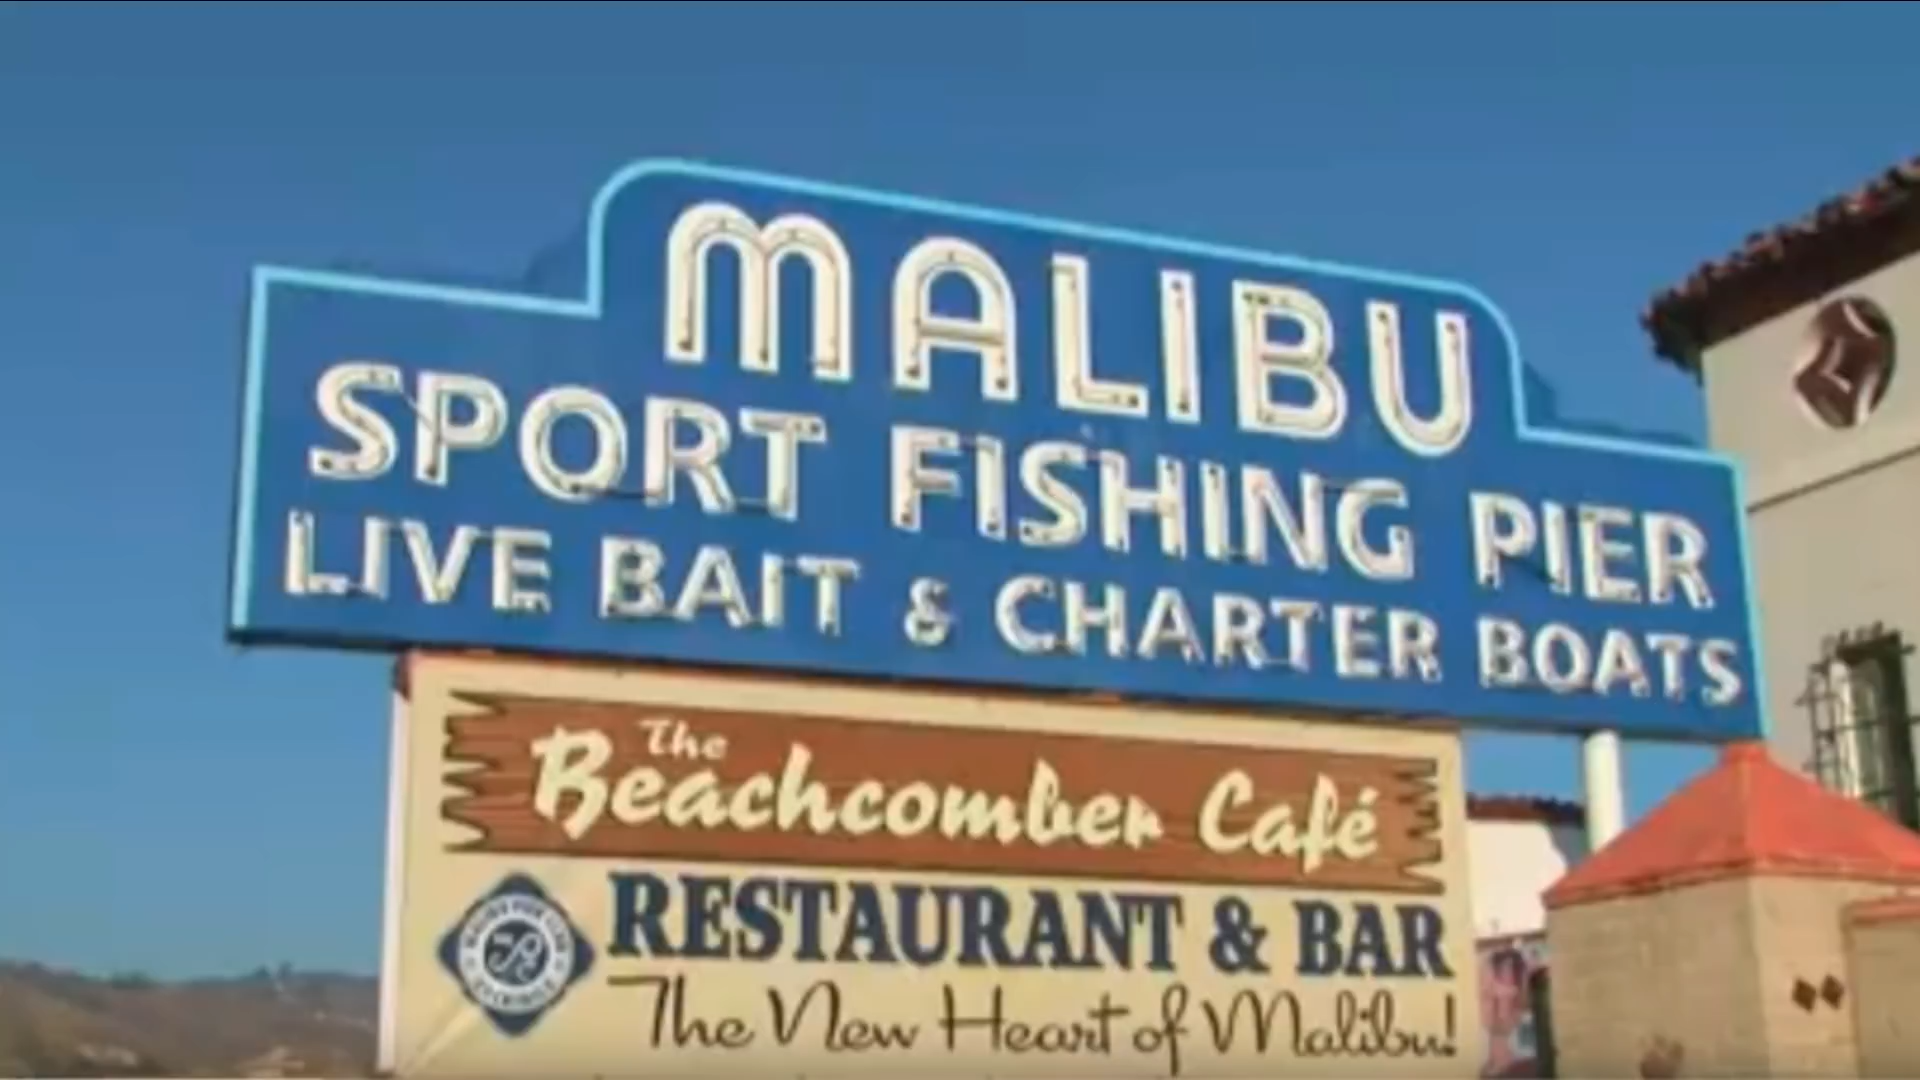 MALIBU
SPORT FISHING PIER
LIVE BAIT & CHARTER BOATS
The
Beachcomber Café
RESTAURANT & BAR
The New Heart of Malibu!